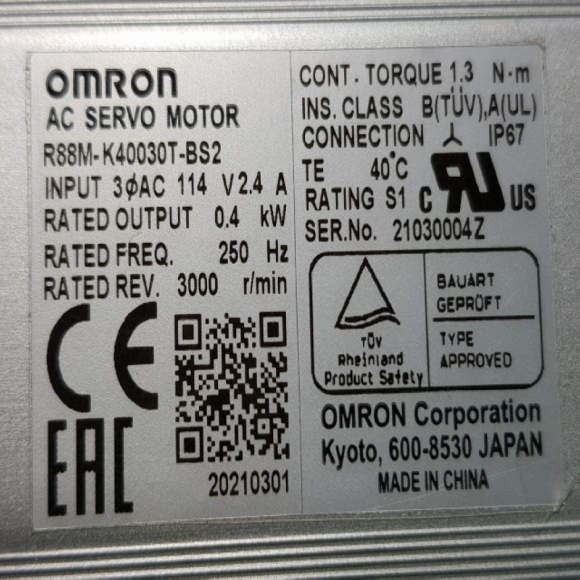 OMRON
AC SERVO MOTOR
R88M-K40030T-BS2
INPUT 3ϕAC 114 V 2.4 A
RATED OUTPUT 0.4 kW
RATED FREQ. 250 Hz
RATED REV. 3000 r/min
CE
EAC
20210301
CONT. TORQUE 1.3 N·m
INS. CLASS B(TÜV),A(UL)
CONNECTION IP67
TE 40°C
RATING S1 C RU US
SER.No. 21030004Z
TÜV
Rheinland
Product Safety
BAUART
GEPRÜFT
TYPE
APPROVED
OMRON Corporation
Kyoto, 600-8530 JAPAN
MADE IN CHINA